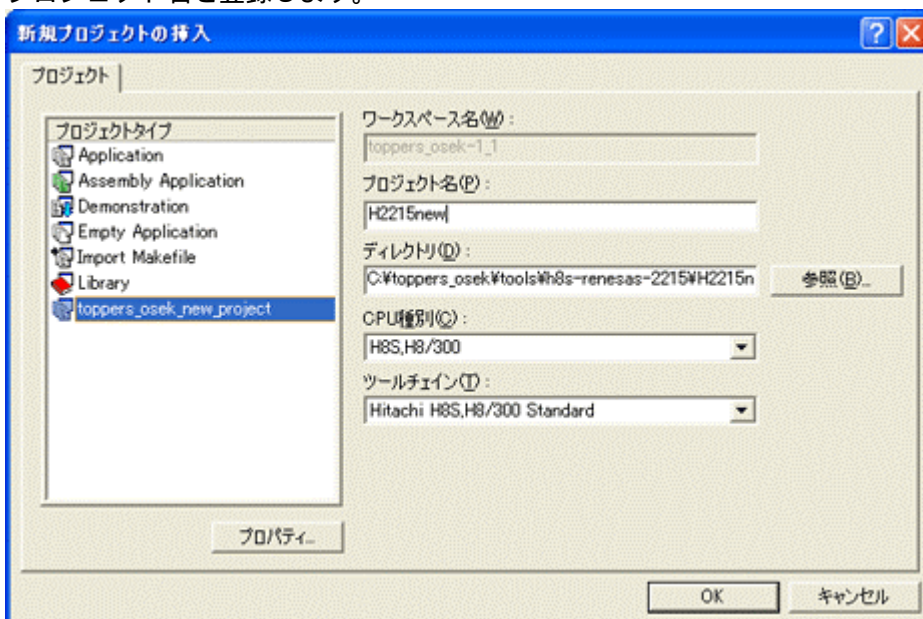 プロジェクト名を登録します。
新規プロジェクトの挿入
プロジェクト
プロジェクトタイプ
Application
Assembly Application
Demonstration
Empty Application
Import Makefile
Library
toppers_osek_new_project
プロパティ...
ワークスペース名(W):
toppers_osek-1_1
プロジェクト名(P):
H2215new
ディレクトリ(D):
C:¥toppers_osek¥tools¥h8s-renesas-2215¥H2215n
参照(B)...
CPU種別(C):
H8S,H8/300
ツールチェイン(T):
Hitachi H8S,H8/300 Standard
OK
キャンセル